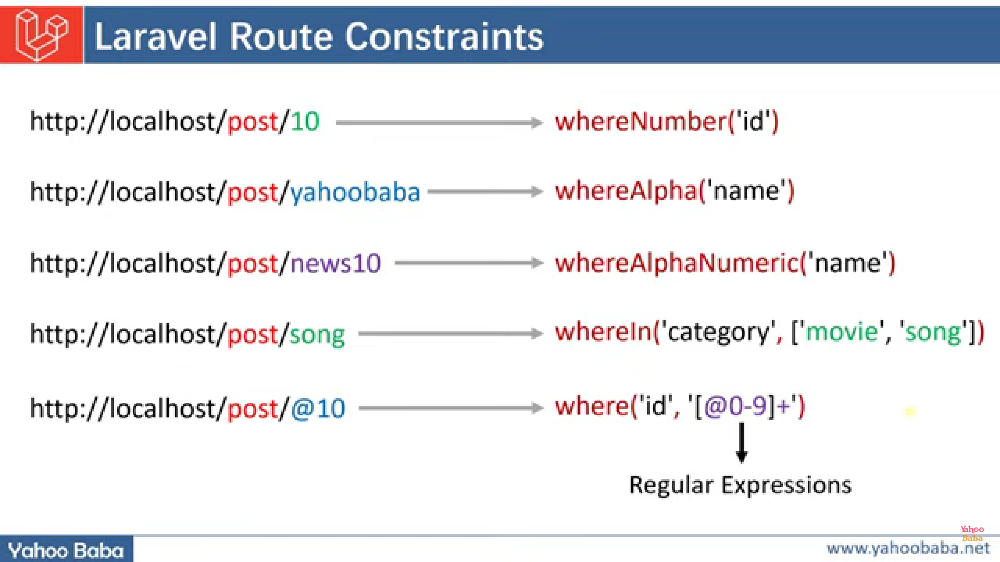 Laravel Route Constraints
http://localhost/post/10 whereNumber('id')
http://localhost/post/yahoobaba whereAlpha('name')
http://localhost/post/news10 whereAlphaNumeric('name')
http://localhost/post/song whereIn('category', ['movie', 'song'])
http://localhost/post/@10 where('id', '[@0-9]+')
Regular Expressions
Yahoo
Baba
Yahoo Baba
www.yahoobaba.net